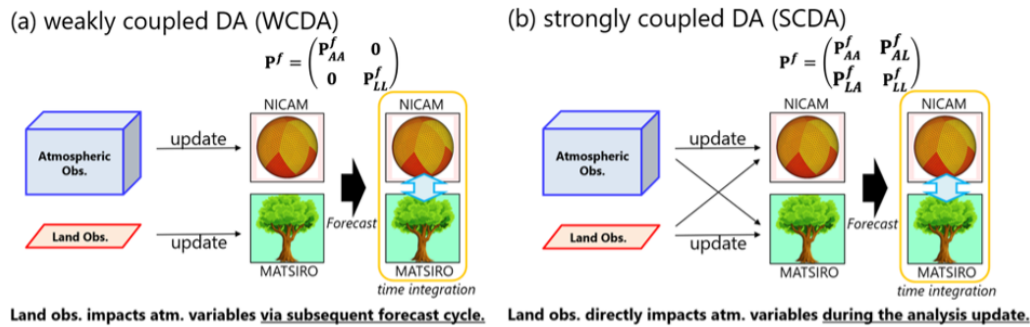 (a) weakly coupled DA (WCDA)
P^f = (P^f_AA 0
0 P^f_LL)
NICAM
NICAM
Atmospheric
Obs.
update
Land Obs.
update
Forecast
MATSIRO
MATSIRO
time integration
Land obs. impacts atm. variables via subsequent forecast cycle.
(b) strongly coupled DA (SCDA)
P^f = (P^f_AA P^f_AL
P^f_LA P^f_LL)
NICAM
NICAM
Atmospheric
Obs.
update
Land Obs.
update
Forecast
MATSIRO
MATSIRO
time integration
Land obs. directly impacts atm. variables during the analysis update.